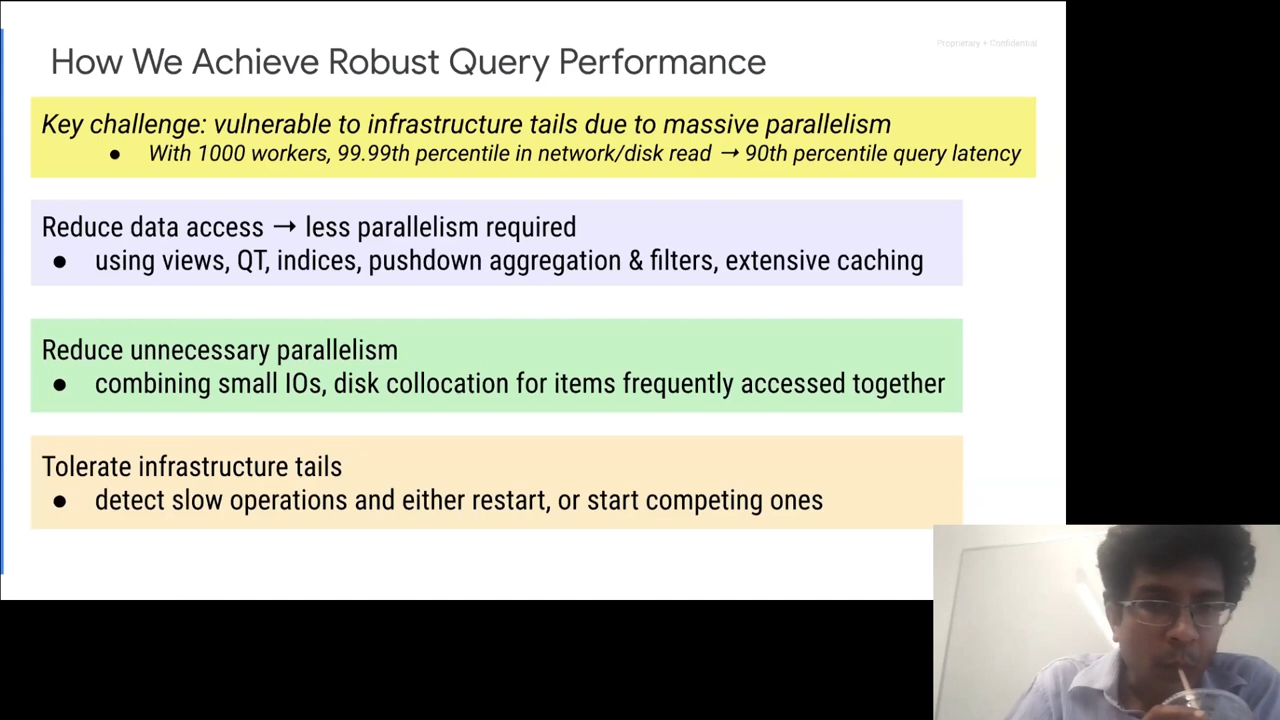 How We Achieve Robust Query Performance
Proprietary + Confidential
Key challenge: vulnerable to infrastructure tails due to massive parallelism
● With 1000 workers, 99.99th percentile in network/disk read → 90th percentile query latency
Reduce data access → less parallelism required
● using views, QT, indices, pushdown aggregation & filters, extensive caching
Reduce unnecessary parallelism
● combining small IOs, disk collocation for items frequently accessed together
Tolerate infrastructure tails
● detect slow operations and either restart, or start competing ones